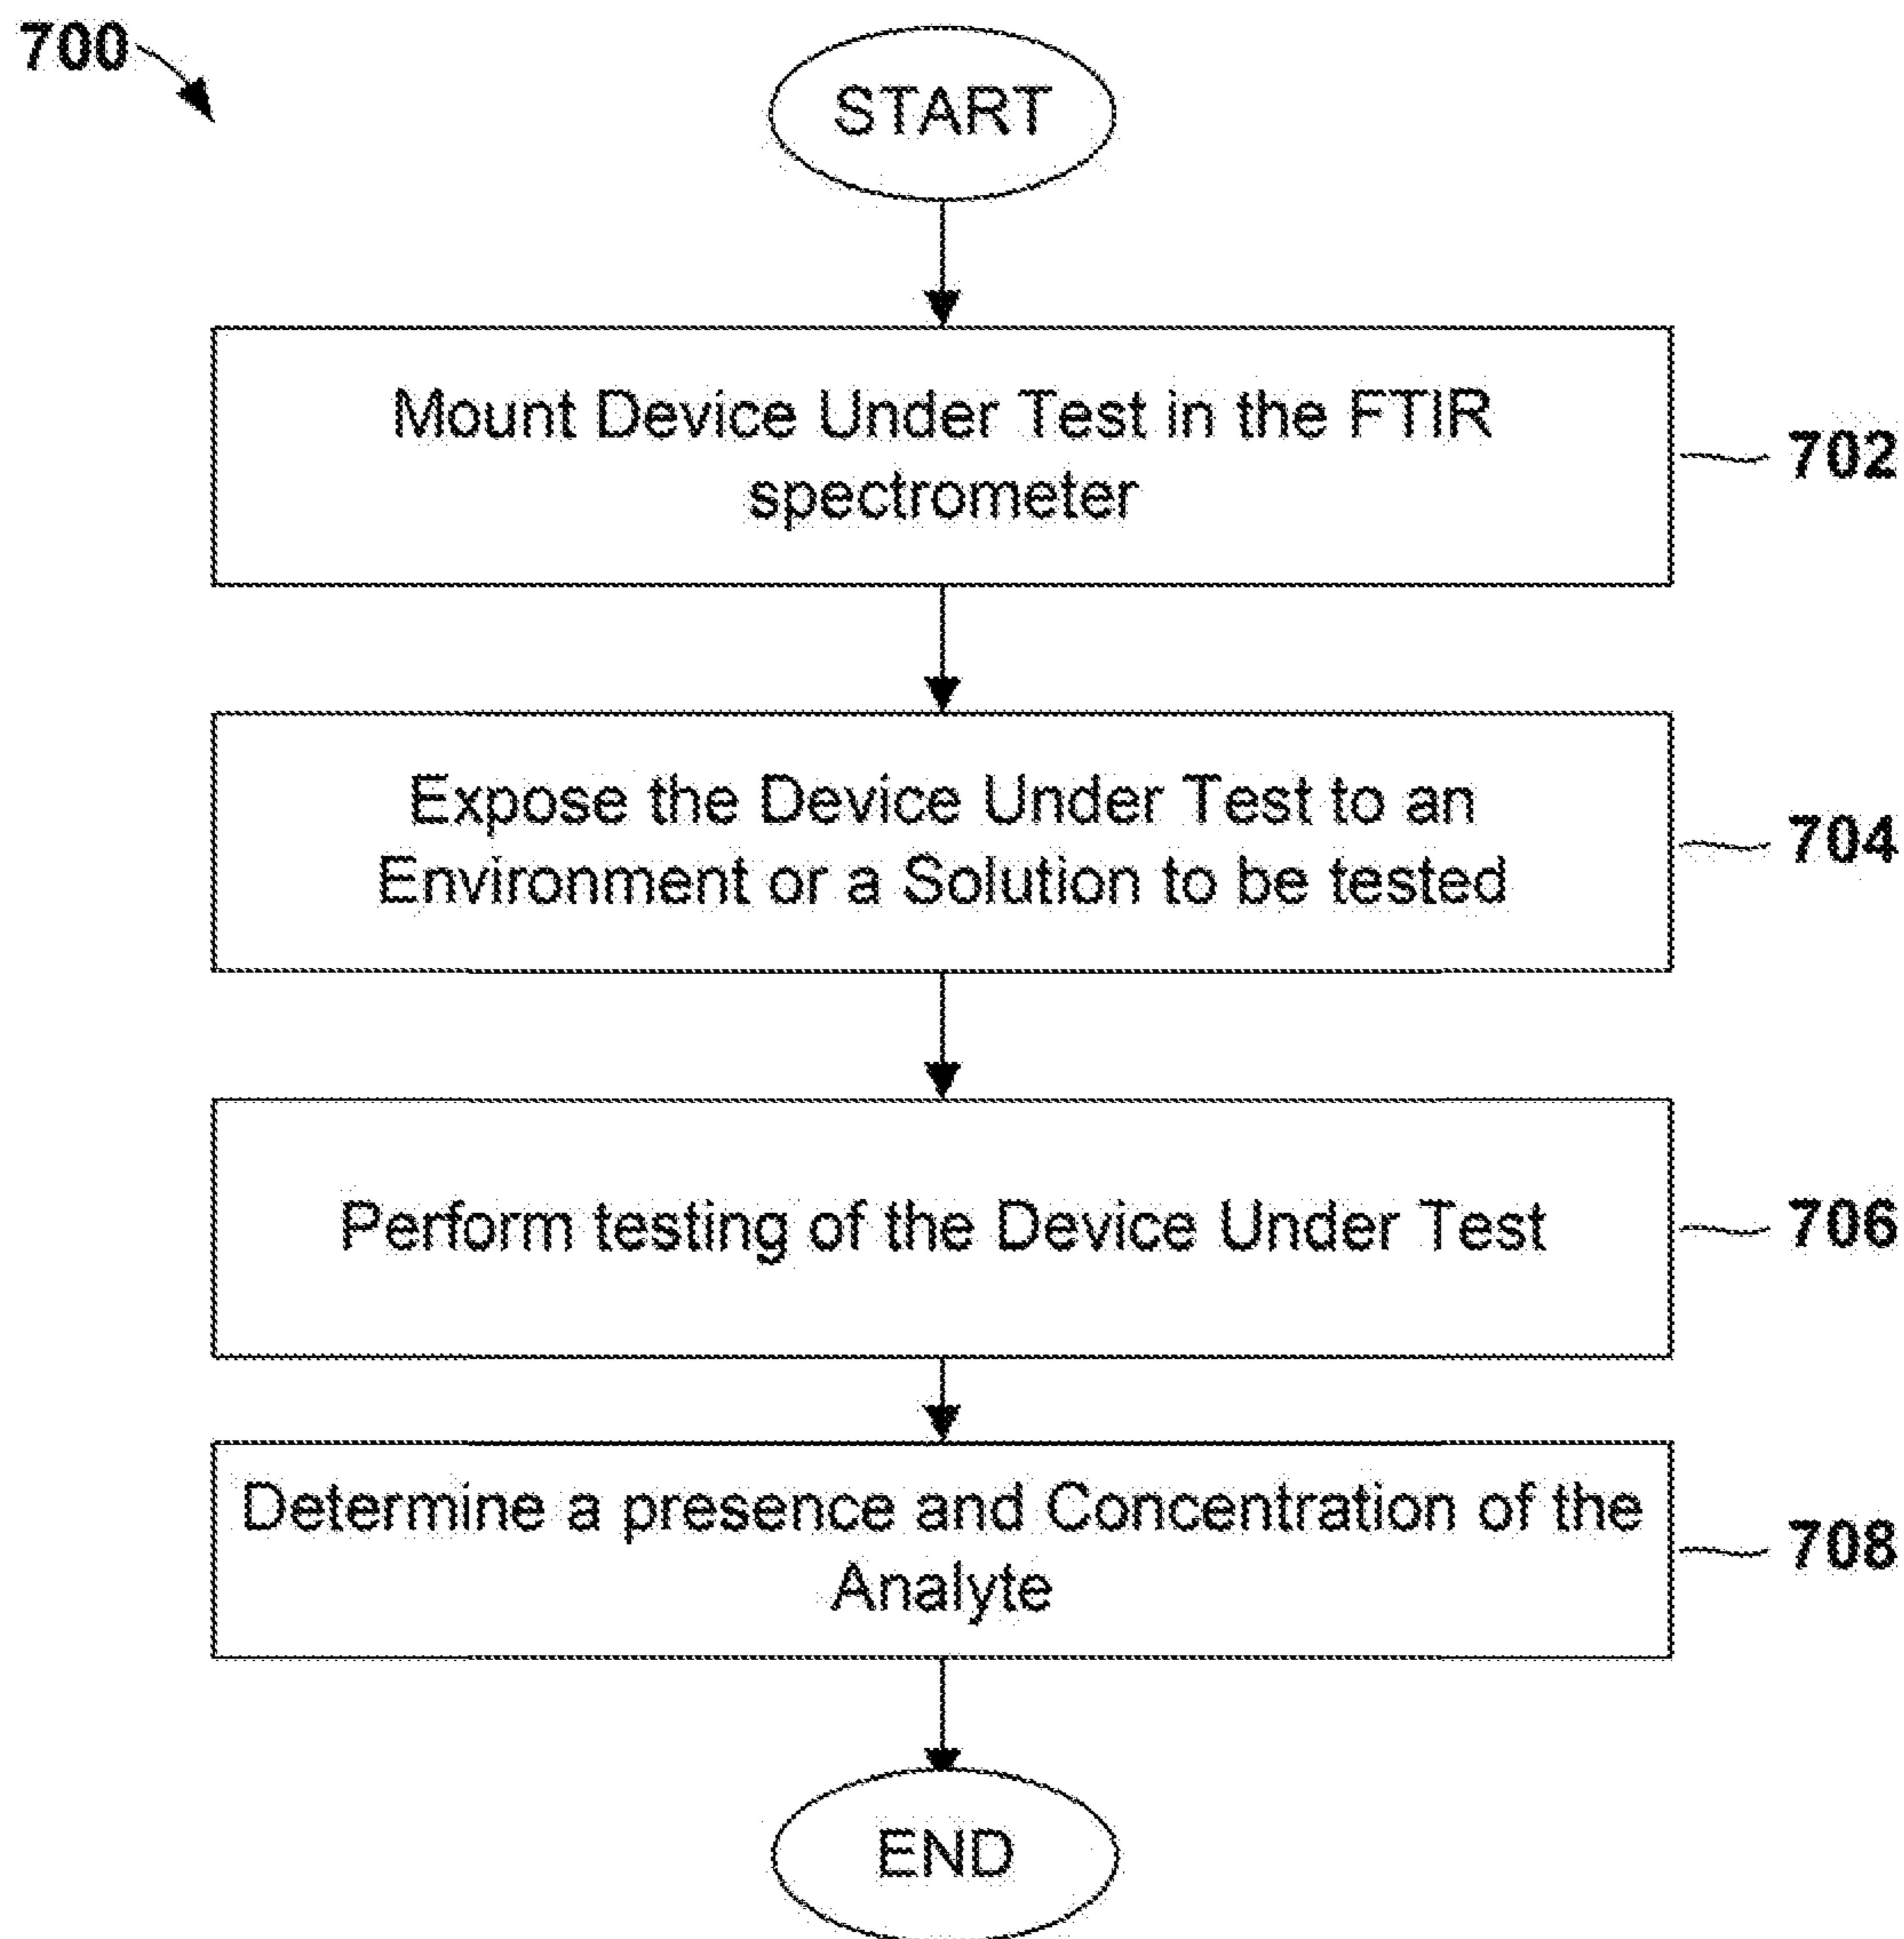 700
START
Mount Device Under Test in the FTIR
spectrometer
702
Expose the Device Under Test to an
Environment or a Solution to be tested
704
Perform testing of the Device Under Test
706
Determine a presence and Concentration of the
Analyte
708
END